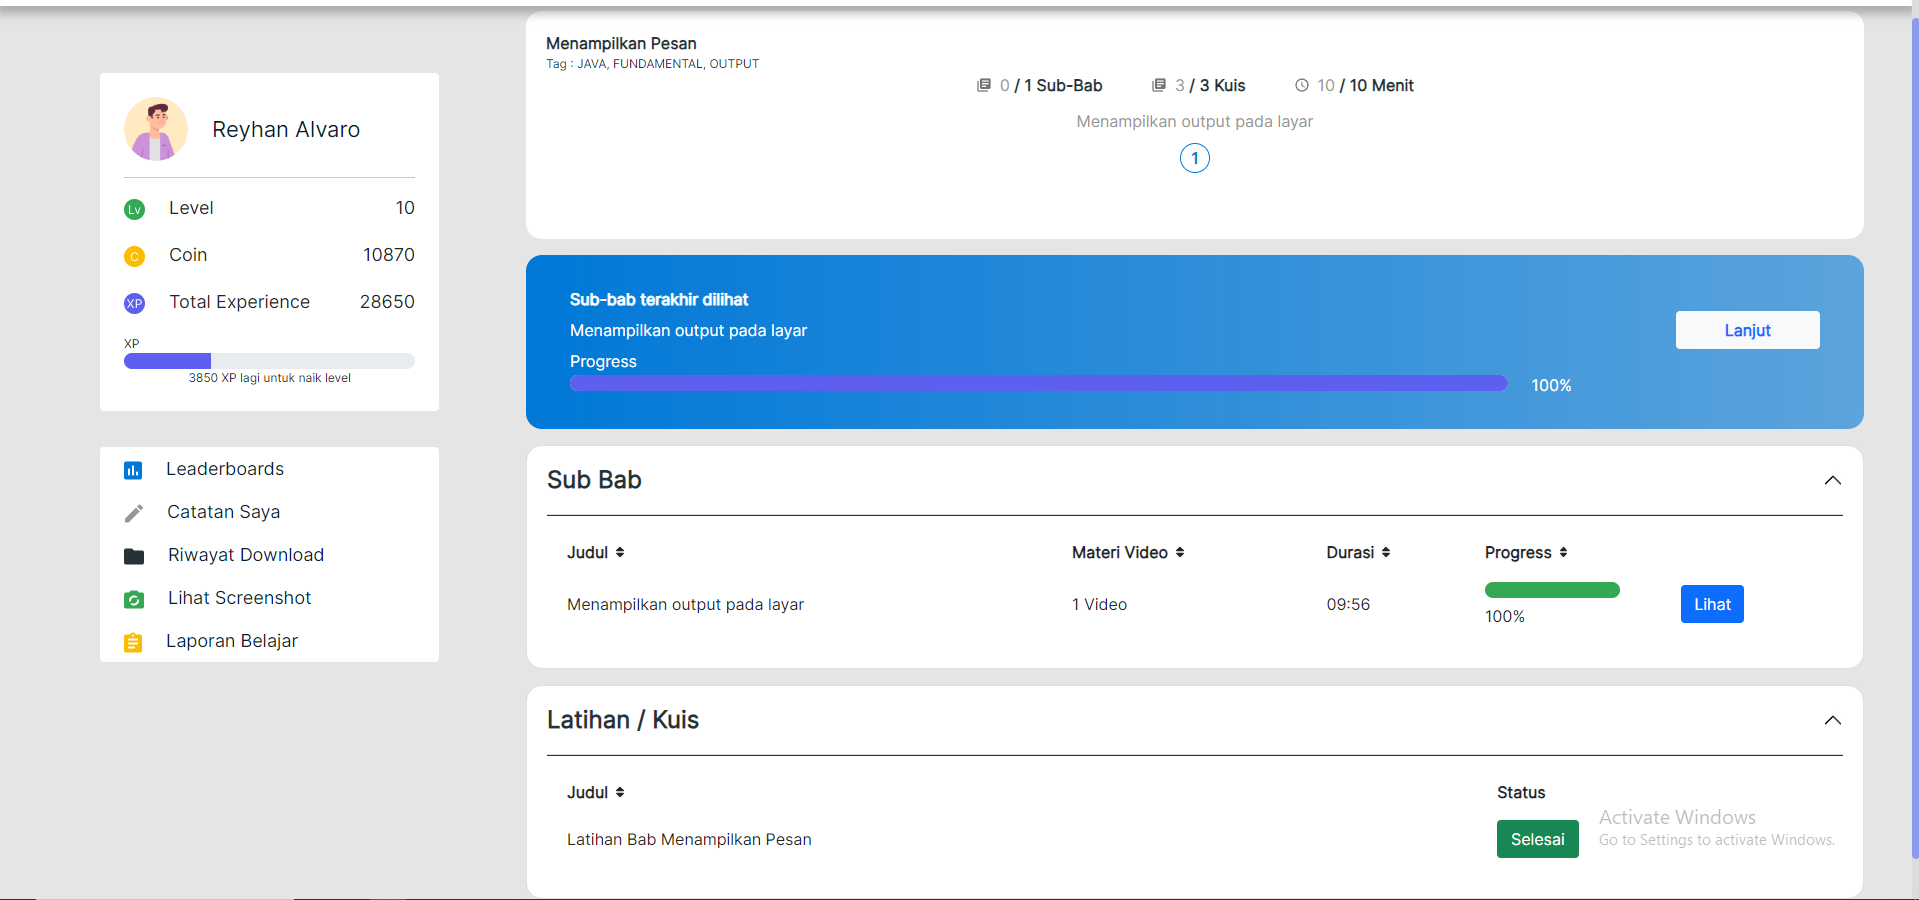 Reyhan Alvaro
Lv Level 10
C Coin 10870
XP Total Experience 28650
XP
3850 XP lagi untuk naik level
Leaderboards
Catatan Saya
Riwayat Download
Lihat Screenshot
Laporan Belajar
Menampilkan Pesan
Tag : JAVA, FUNDAMENTAL, OUTPUT
0 / 1 Sub-Bab 3 / 3 Kuis 10 / 10 Menit
Menampilkan output pada layar
1
Sub-bab terakhir dilihat
Menampilkan output pada layar
Lanjut
Progress
100%
Sub Bab
Judul Materi Video Durasi Progress
Menampilkan output pada layar 1 Video 09:56 100% Lihat
Latihan / Kuis
Judul Status
Latihan Bab Menampilkan Pesan Selesai
Activate Windows
Go to Settings to activate Windows.